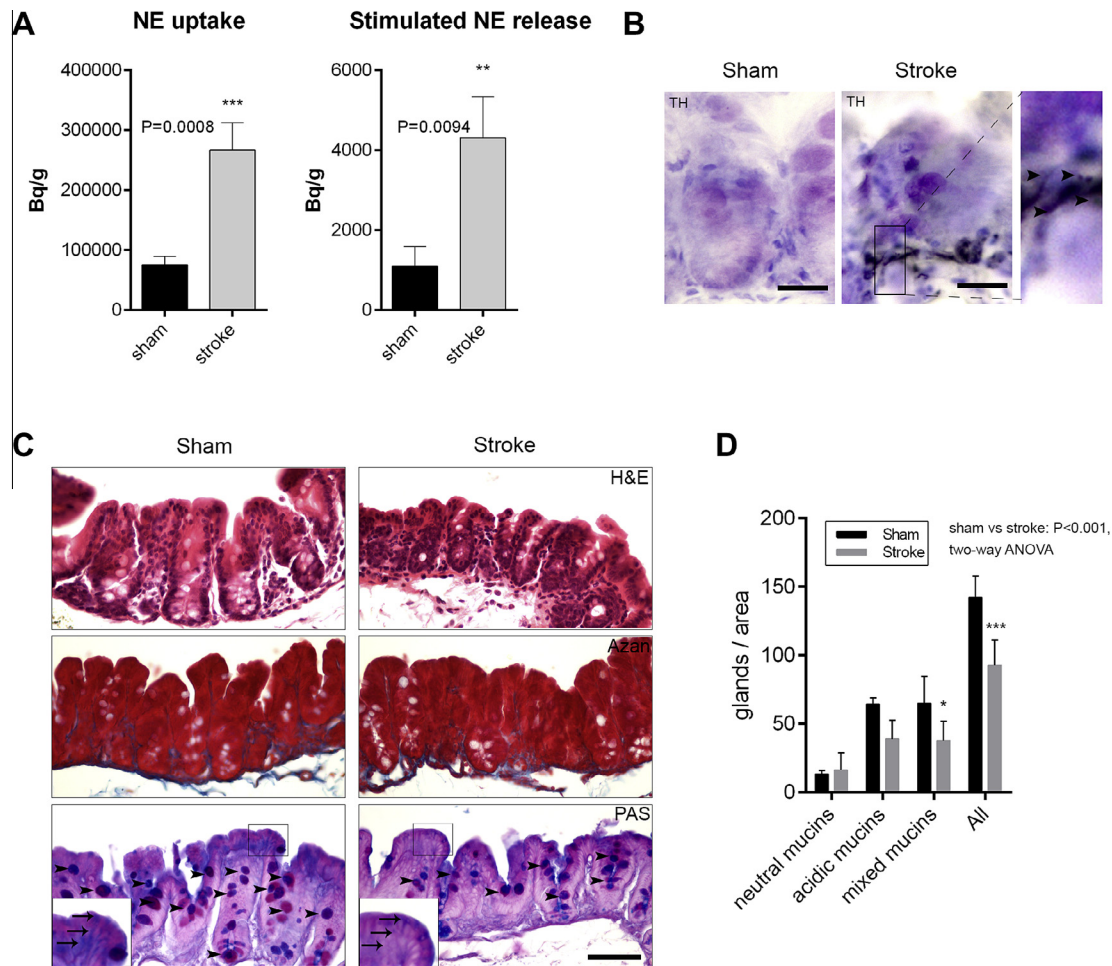 A
NE uptake
Stimulated NE release
400000
300000
200000
100000
0
Bq/g
***
P=0.0008
sham
stroke
6000
4000
2000
0
Bq/g
**
P=0.0094
sham
stroke
B
Sham
Stroke
TH
TH
C
Sham
Stroke
H&E
Azan
PAS
D
200
150
100
50
0
glands / area
Sham
Stroke
sham vs stroke: P<0.001,
two-way ANOVA
*
***
neutral mucins
acidic mucins
mixed mucins
All